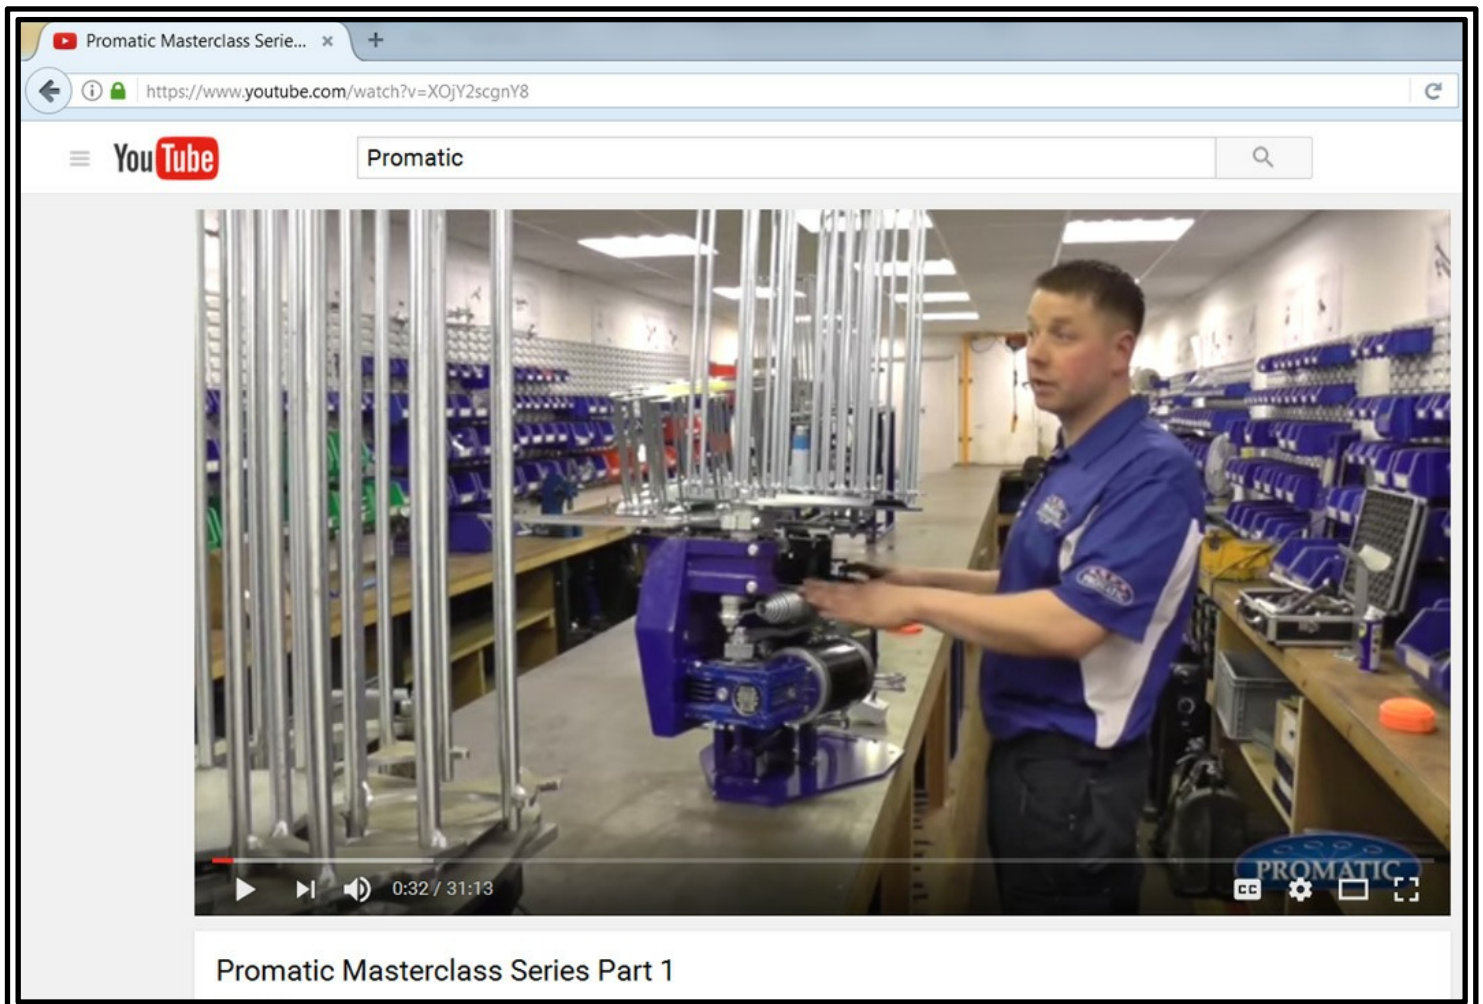 Promatic Masterclass Serie...
https://www.youtube.com/watch?v=XOjY2scgnY8
YouTube
Promatic
PROMATIC
PROMATIC
0:32 / 31:13
CC
Promatic Masterclass Series Part 1